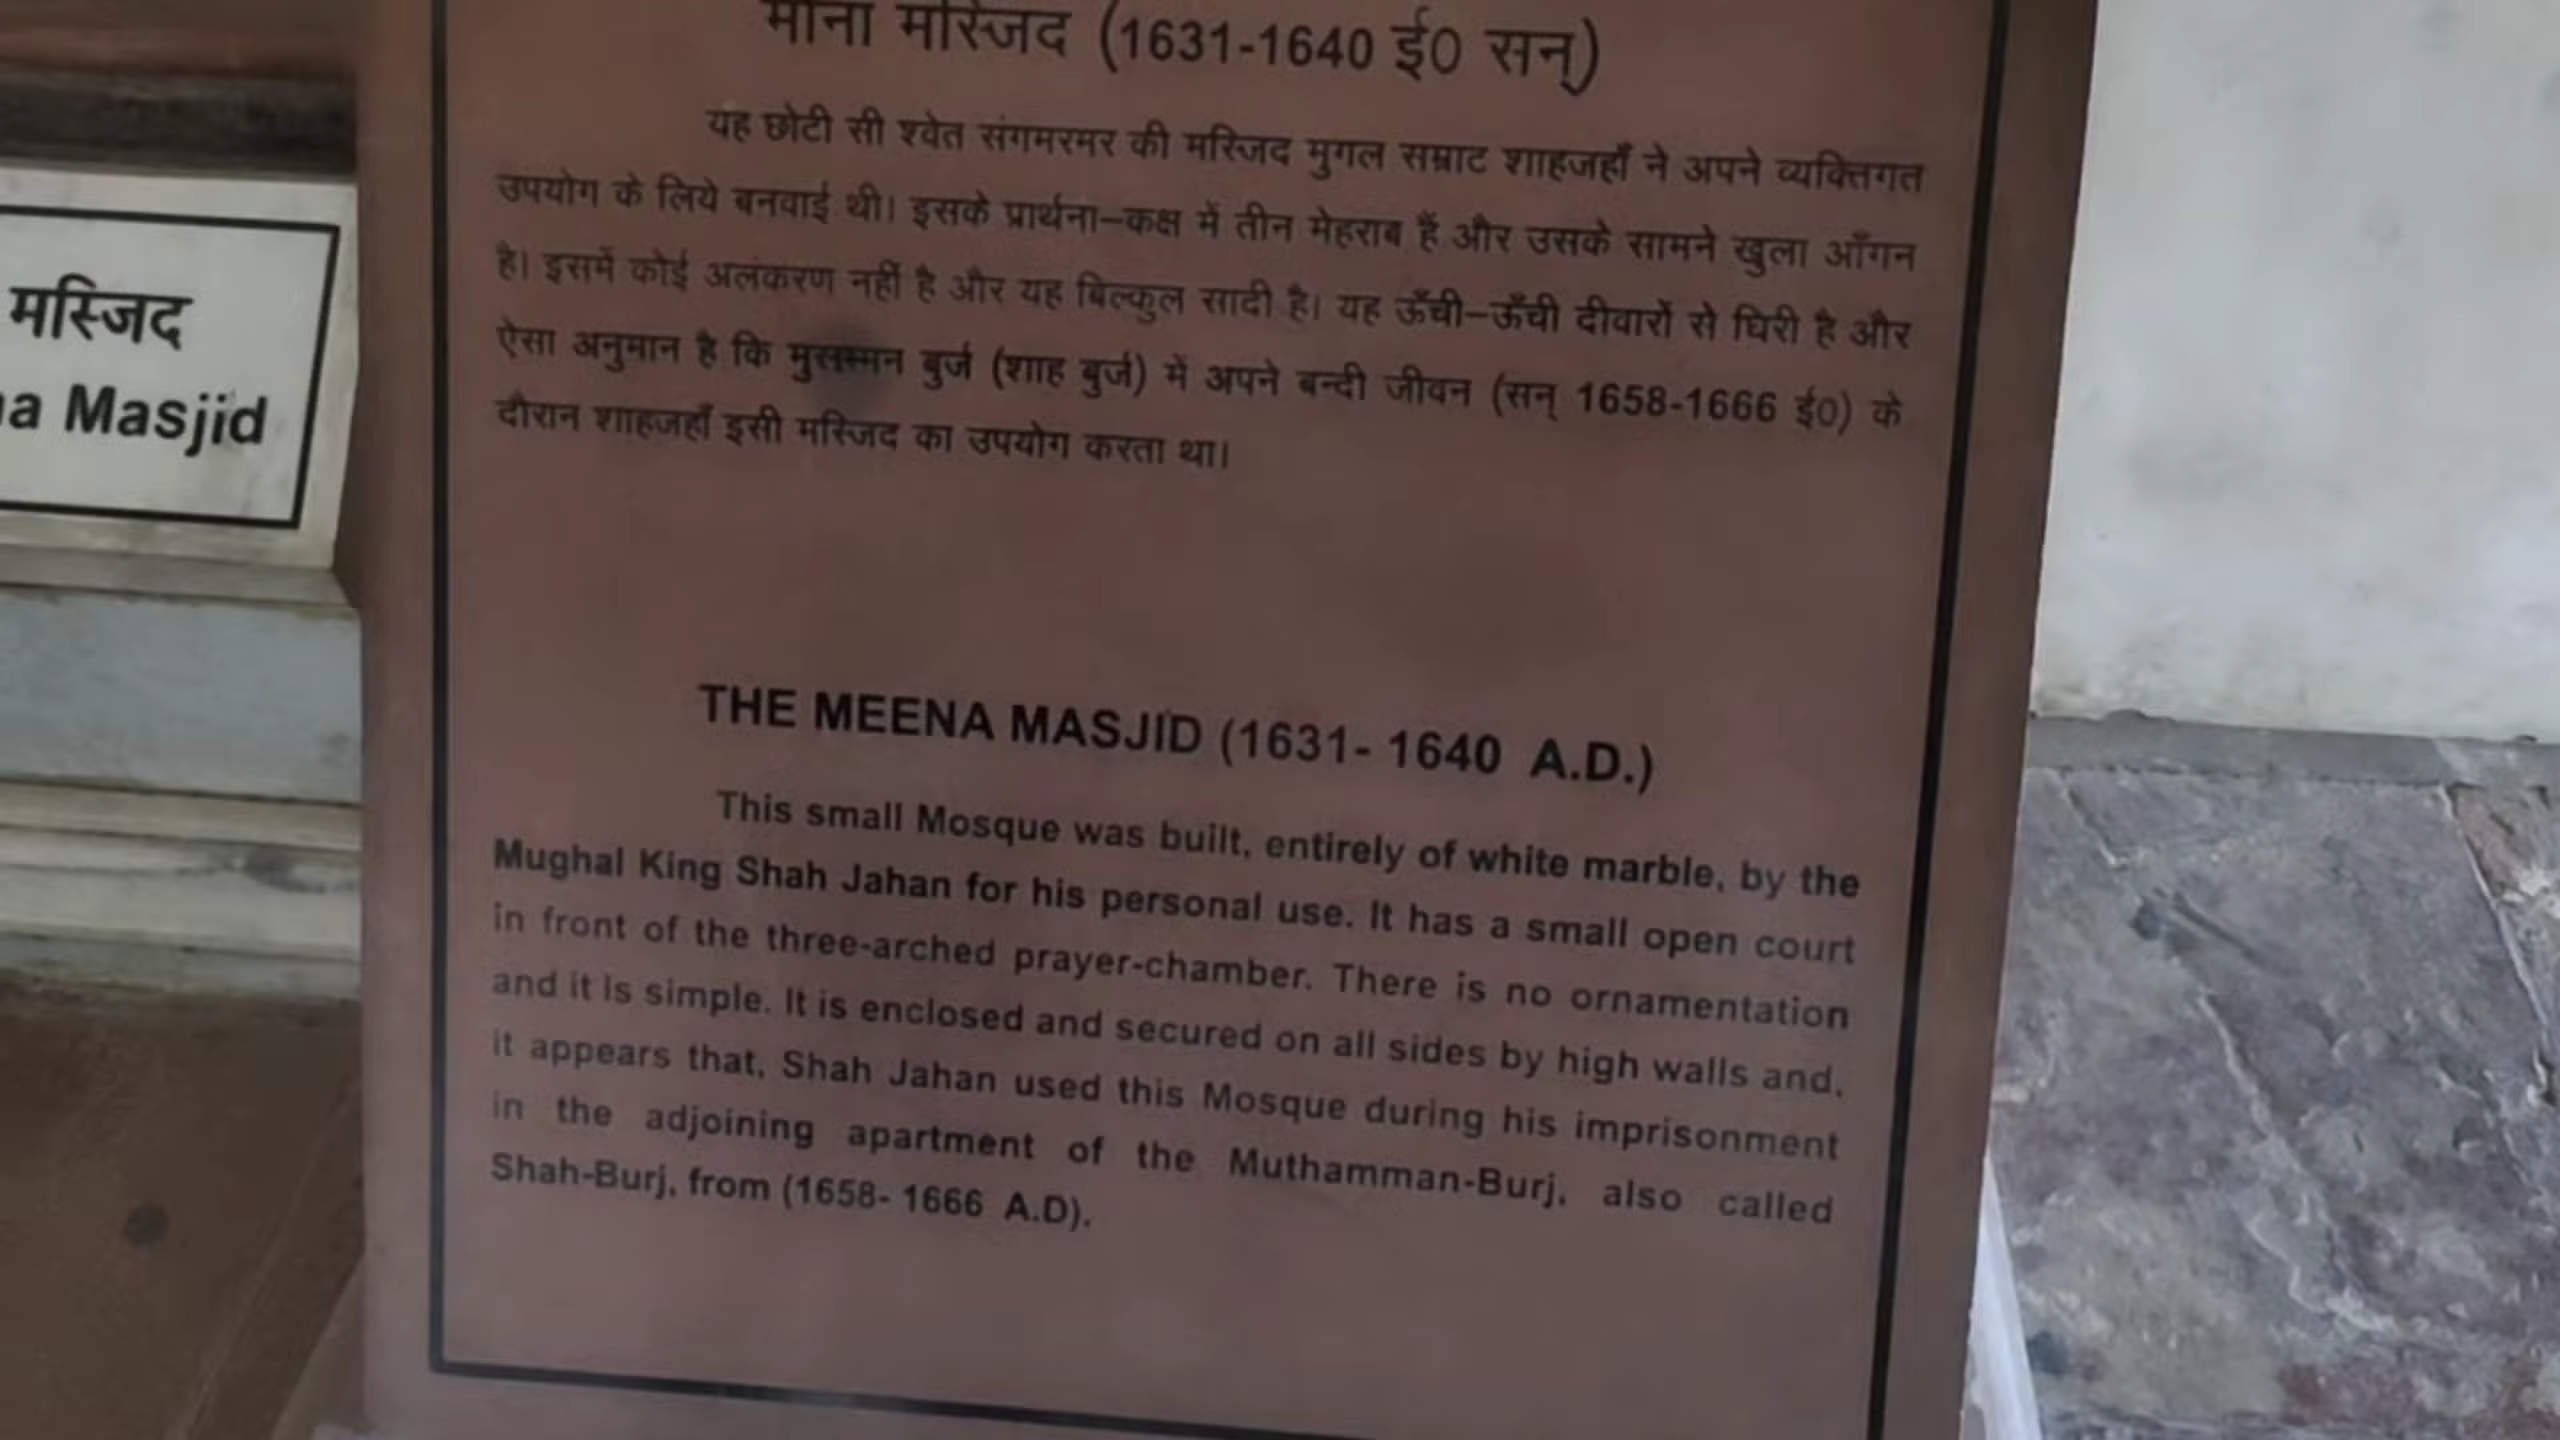 मीना मस्जिद (1631-1640 ई0 सन्)
यह छोटी सी श्वेत संगमरमर की मस्जिद मुगल सम्राट शाहजहाँ ने अपने व्यक्तिगत
उपयोग के लिये बनवाई थी। इसके प्रार्थना–कक्ष में तीन मेहराब हैं और उसके सामने खुला आँगन
है। इसमें कोई अलंकरण नहीं है और यह बिल्कुल सादी है। यह ऊँची–ऊँची दीवारों से घिरी है और
ऐसा अनुमान है कि मुसम्मन बुर्ज (शाह बुर्ज) में अपने बन्दी जीवन (सन् 1658-1666 ई0) के
दौरान शाहजहाँ इसी मस्जिद का उपयोग करता था।
मस्जिद
na Masjid
THE MEENA MASJID (1631- 1640 A.D.)
This small Mosque was built, entirely of white marble, by the
Mughal King Shah Jahan for his personal use. It has a small open court
in front of the three-arched prayer-chamber. There is no ornamentation
and it is simple. It is enclosed and secured on all sides by high walls and,
it appears that, Shah Jahan used this Mosque during his imprisonment
in the adjoining apartment of the Muthamman-Burj, also called
Shah-Burj, from (1658- 1666 A.D).